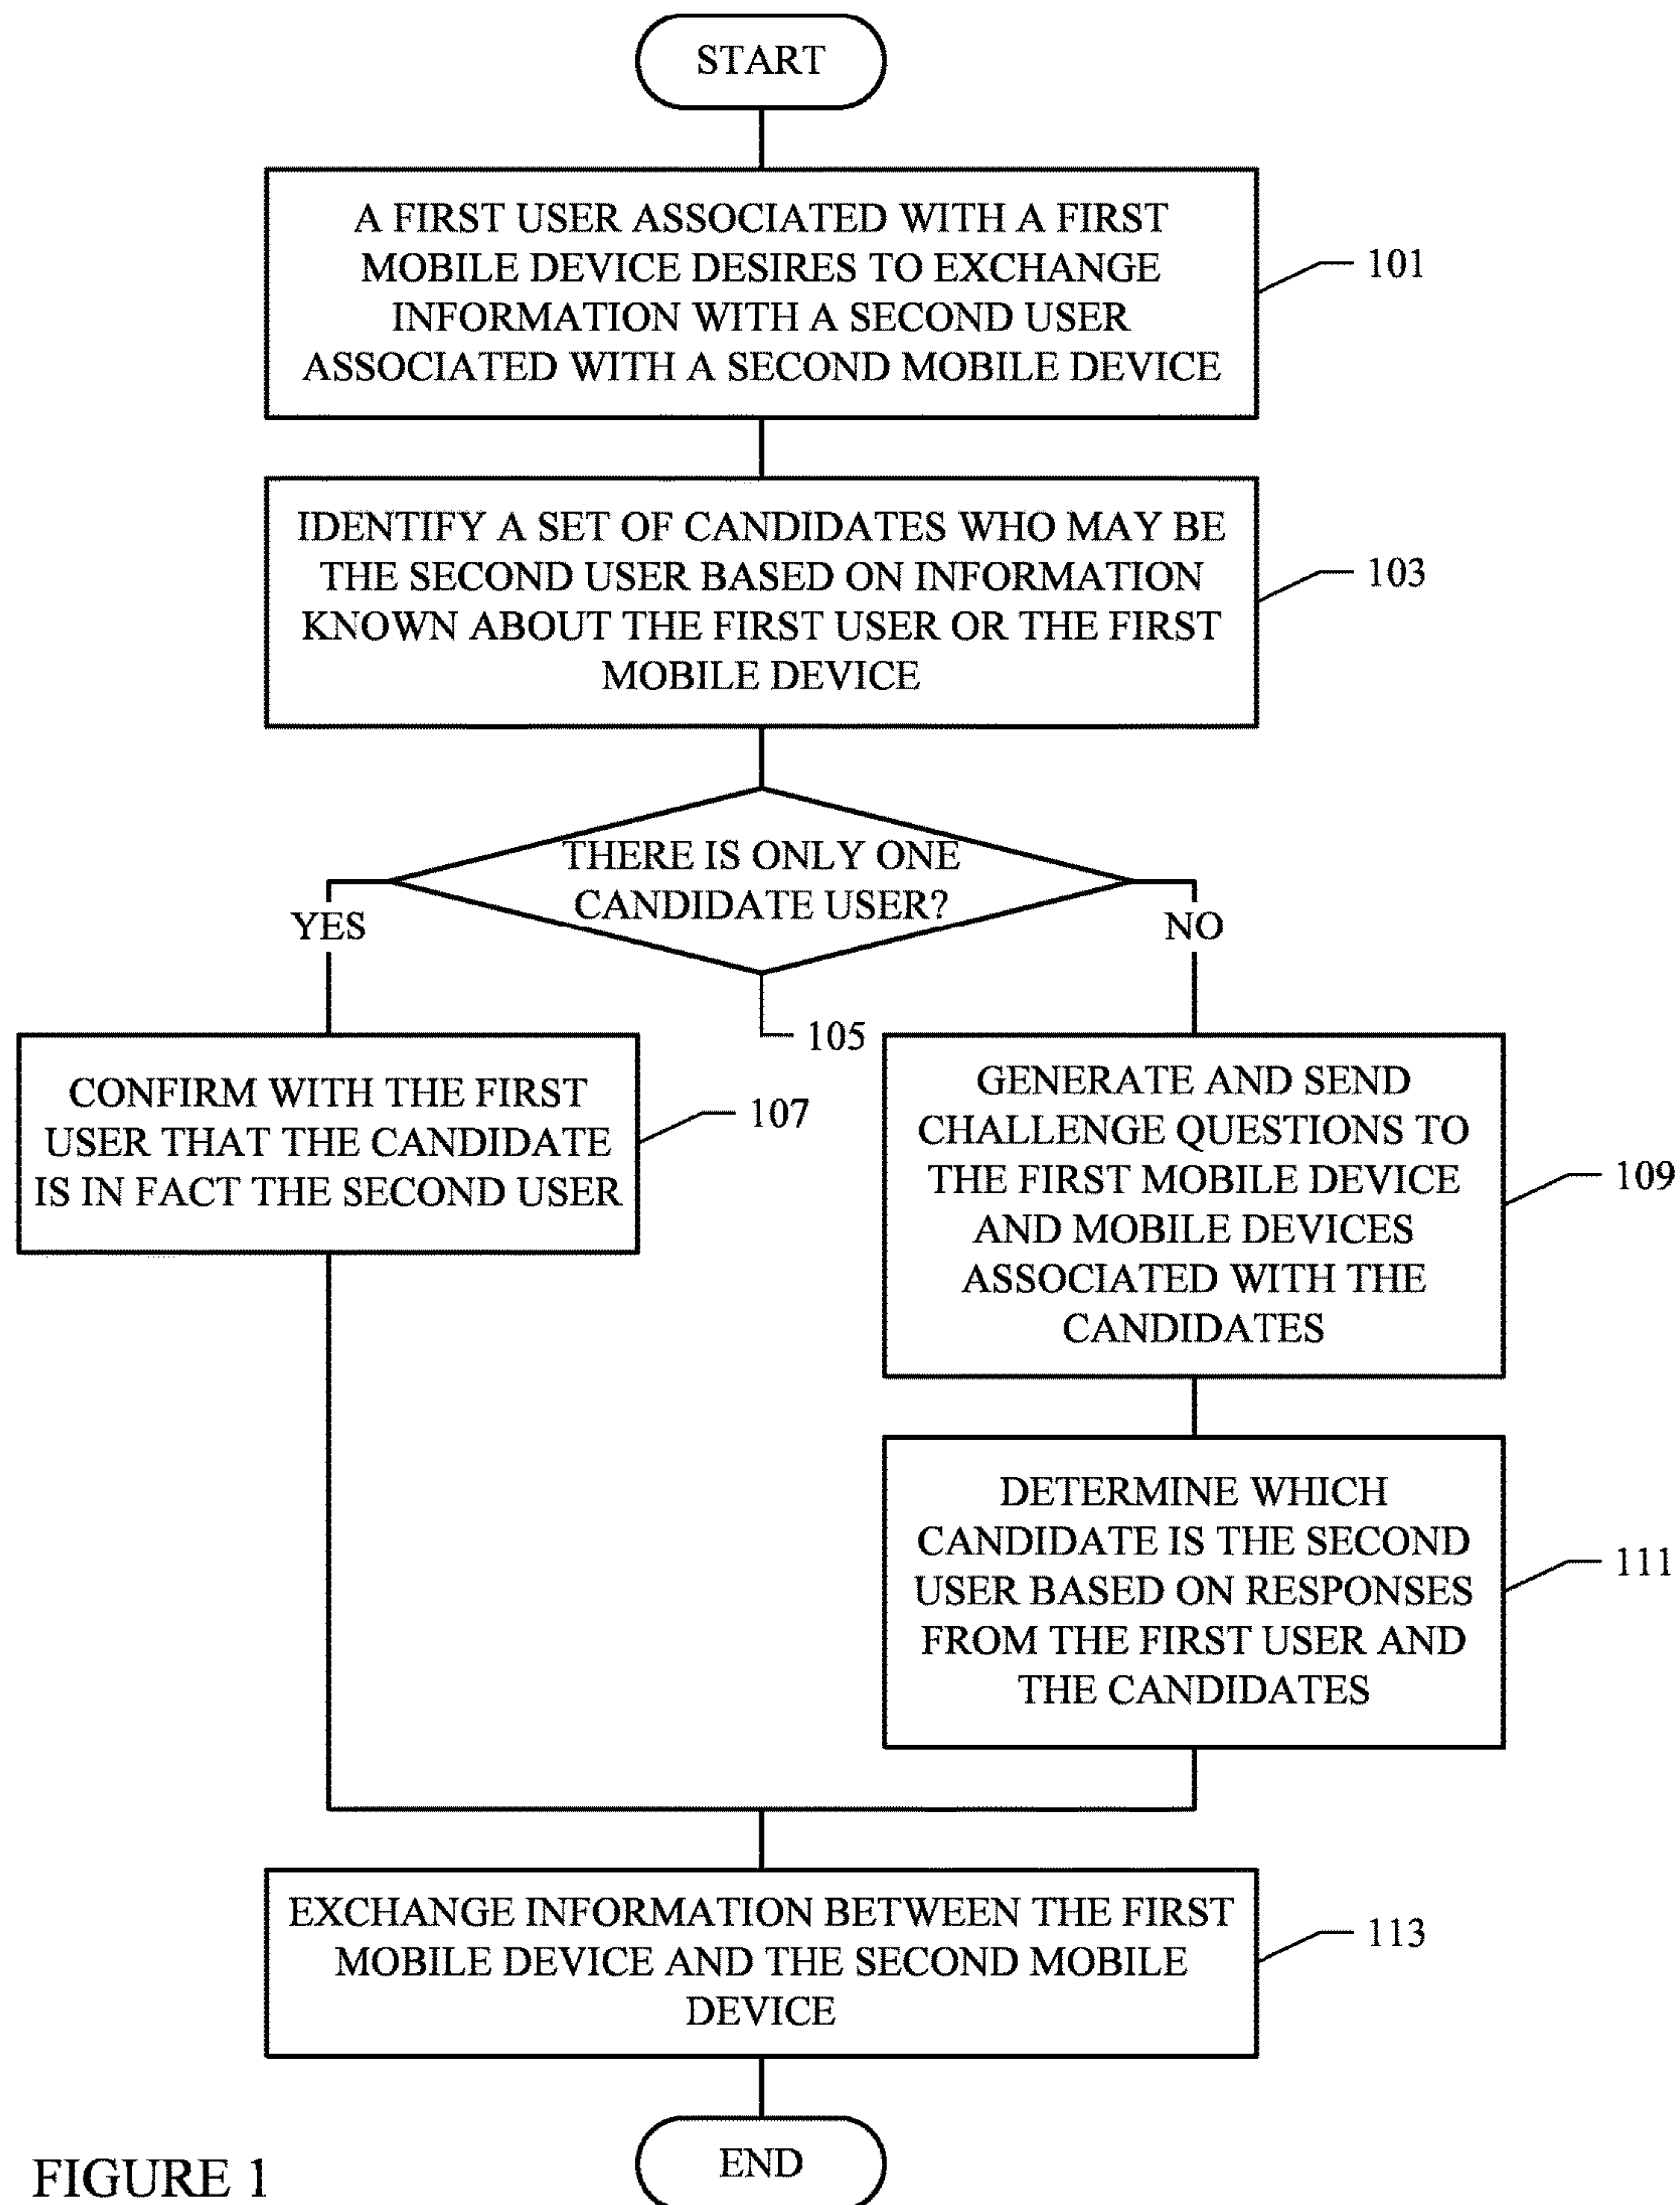 START
A FIRST USER ASSOCIATED WITH A FIRST
MOBILE DEVICE DESIRES TO EXCHANGE
INFORMATION WITH A SECOND USER
ASSOCIATED WITH A SECOND MOBILE DEVICE
101
IDENTIFY A SET OF CANDIDATES WHO MAY BE
THE SECOND USER BASED ON INFORMATION
KNOWN ABOUT THE FIRST USER OR THE FIRST
MOBILE DEVICE
103
THERE IS ONLY ONE
CANDIDATE USER?
105
YES
NO
CONFIRM WITH THE FIRST
USER THAT THE CANDIDATE
IS IN FACT THE SECOND USER
107
GENERATE AND SEND
CHALLENGE QUESTIONS TO
THE FIRST MOBILE DEVICE
AND MOBILE DEVICES
ASSOCIATED WITH THE
CANDIDATES
109
DETERMINE WHICH
CANDIDATE IS THE SECOND
USER BASED ON RESPONSES
FROM THE FIRST USER AND
THE CANDIDATES
111
EXCHANGE INFORMATION BETWEEN THE FIRST
MOBILE DEVICE AND THE SECOND MOBILE
DEVICE
113
END
FIGURE 1